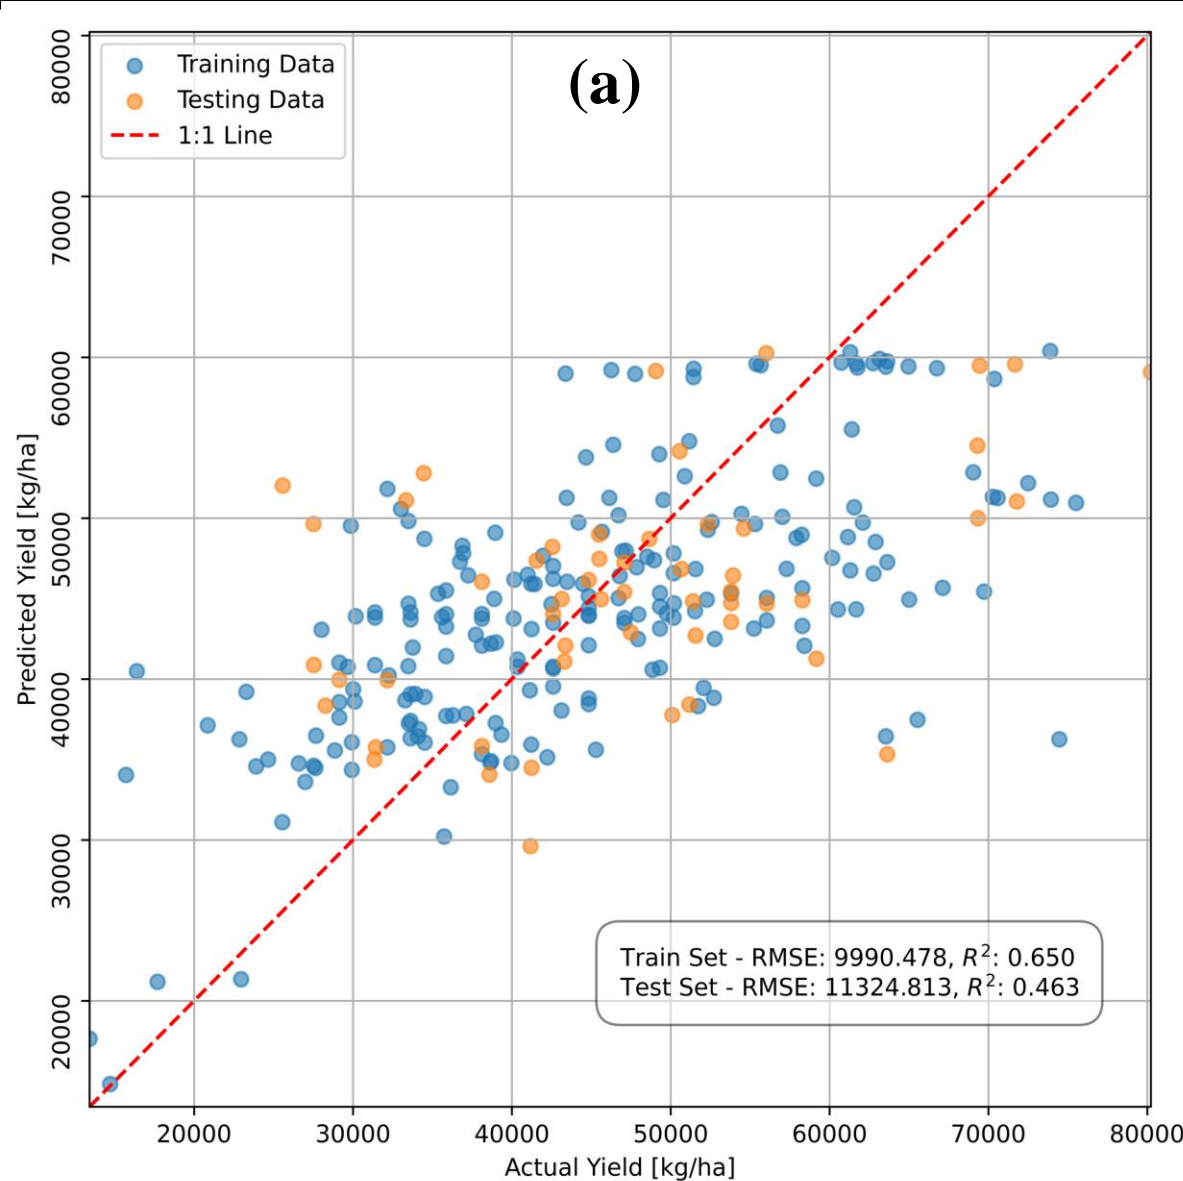 (a)
Training Data
Testing Data
1:1 Line
80000
70000
60000
50000
40000
30000
20000
Predicted Yield [kg/ha]
Train Set - RMSE: 9990.478, R²: 0.650
Test Set - RMSE: 11324.813, R²: 0.463
20000 30000 40000 50000 60000 70000 80000
Actual Yield [kg/ha]